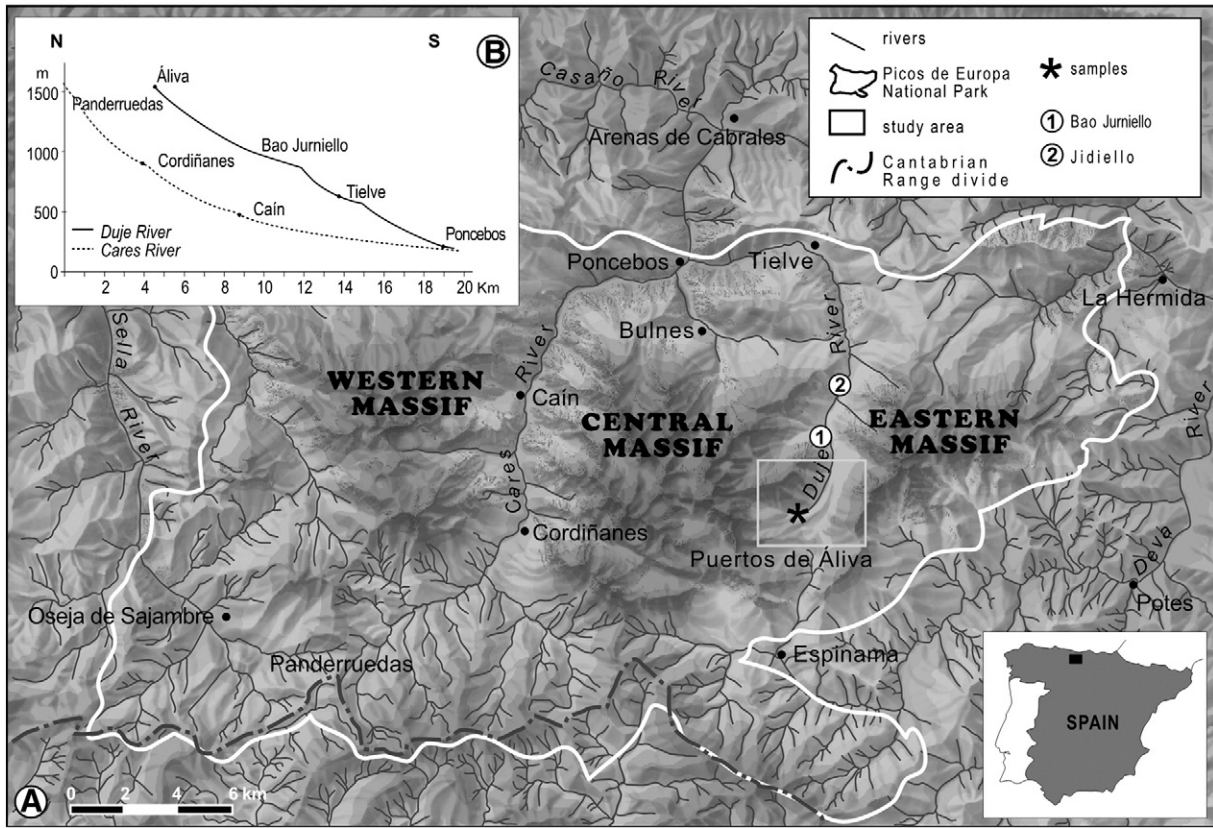 N
S
B
m
1500
1000
500
0
Áliva
Panderruedas
Bao Jurniello
Cordiñanes
Tielve
Caín
Poncebos
Duje River
Cares River
2 4 6 8 10 12 14 16 18 20 Km
rivers
Picos de Europa
National Park
study area
Cantabrian
Range divide
* samples
1 Bao Jurniello
2 Jidiello
Casaño River
Arenas de Cabrales
Poncebos
Tielve
La Hermida
Bulnes
Sella River
River
River
2
WESTERN
MASSIF
Caín
CENTRAL
MASSIF
1
EASTERN
MASSIF
River
Duje
*
Cares
Cordiñanes
Puertos de Áliva
Deva
Potes
Oseja de Sajambre
Panderruedas
Espinama
SPAIN
A
0 2 4 6 km